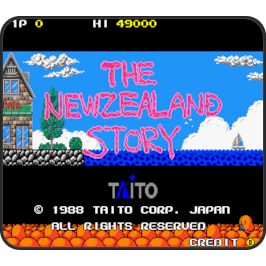 1P 0 HI 49000
THE
NEWZEALAND
STORY
TAITO
© 1988 TAITO CORP. JAPAN
ALL RIGHTS RESERVED
CREDIT 0